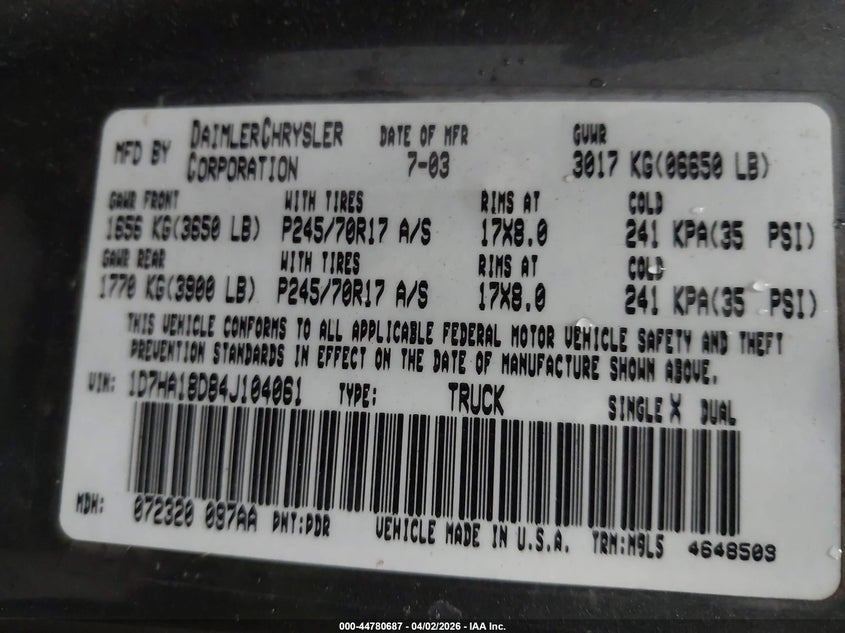 MFD BY DAIMLERCHRYSLER CORPORATION DATE OF MFR 7-03 GVWR 3017 KG(06650 LB)
GAWR FRONT WITH TIRES RIMS AT COLD
1656 KG(3650 LB) P245/70R17 A/S 17X8.0 241 KPA(35 PSI)
GAWR REAR WITH TIRES RIMS AT COLD
1770 KG(3900 LB) P245/70R17 A/S 17X8.0 241 KPA(35 PSI)
THIS VEHICLE CONFORMS TO ALL APPLICABLE FEDERAL MOTOR VEHICLE SAFETY AND THEFT
PREVENTION STANDARDS IN EFFECT ON THE DATE OF MANUFACTURE SHOWN ABOVE.
VIN: 1D7HA18D84J104061 TYPE: TRUCK SINGLE X DUAL
MDH: 072320 087AA PNT:PDR VEHICLE MADE IN U.S.A. TRM:M9L5 4648503
000-44780687 - 04/02/2026 - IAA Inc.